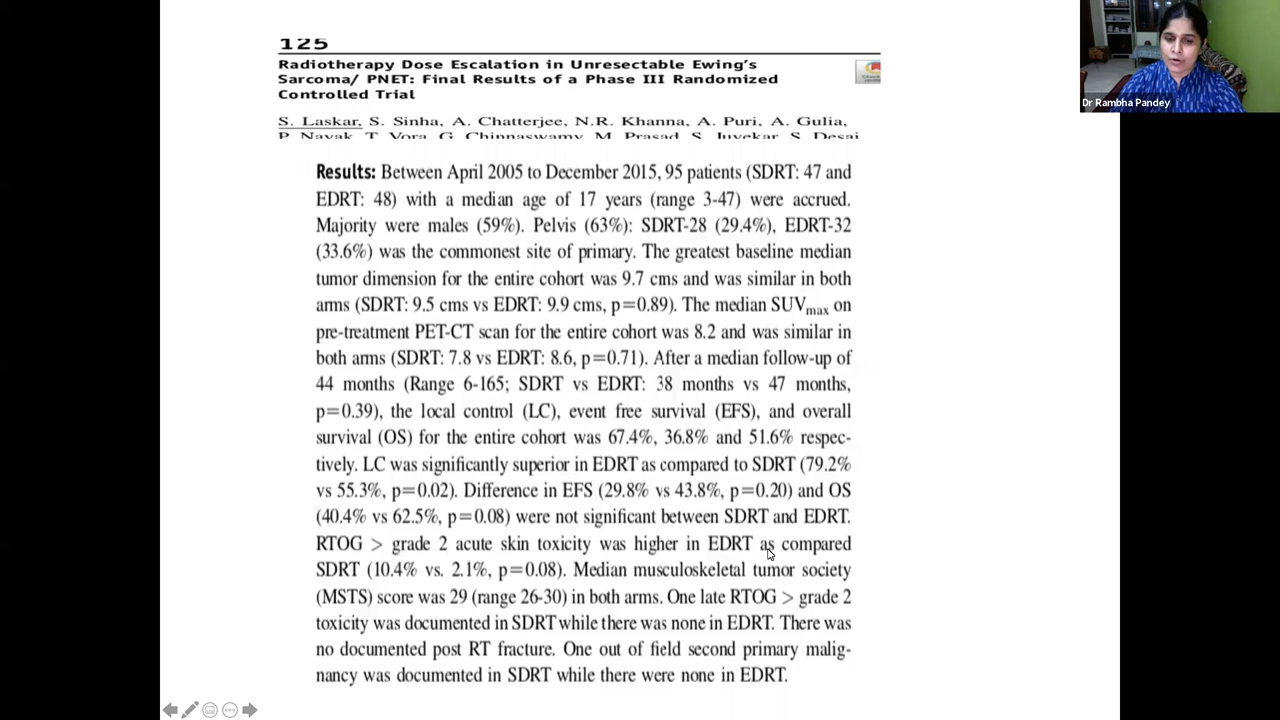 125
Radiotherapy Dose Escalation in Unresectable Ewing's
Sarcoma/ PNET: Final Results of a Phase III Randomized
Controlled Trial
S. Laskar, S. Sinha, A. Chatterjee, N.R. Khanna, A. Puri, A. Gulia,
P. Nayak, T. Vora, G. Chinnaswamy, M. Prasad, S. Juvekar, S. Desai
Results: Between April 2005 to December 2015, 95 patients (SDRT: 47 and
EDRT: 48) with a median age of 17 years (range 3-47) were accrued.
Majority were males (59%). Pelvis (63%): SDRT-28 (29.4%), EDRT-32
(33.6%) was the commonest site of primary. The greatest baseline median
tumor dimension for the entire cohort was 9.7 cms and was similar in both
arms (SDRT: 9.5 cms vs EDRT: 9.9 cms, p=0.89). The median SUVmax on
pre-treatment PET-CT scan for the entire cohort was 8.2 and was similar in
both arms (SDRT: 7.8 vs EDRT: 8.6, p=0.71). After a median follow-up of
44 months (Range 6-165; SDRT vs EDRT: 38 months vs 47 months,
p=0.39), the local control (LC), event free survival (EFS), and overall
survival (OS) for the entire cohort was 67.4%, 36.8% and 51.6% respec-
tively. LC was significantly superior in EDRT as compared to SDRT (79.2%
vs 55.3%, p=0.02). Difference in EFS (29.8% vs 43.8%, p=0.20) and OS
(40.4% vs 62.5%, p=0.08) were not significant between SDRT and EDRT.
RTOG > grade 2 acute skin toxicity was higher in EDRT as compared
SDRT (10.4% vs. 2.1%, p=0.08). Median musculoskeletal tumor society
(MSTS) score was 29 (range 26-30) in both arms. One late RTOG > grade 2
toxicity was documented in SDRT while there was none in EDRT. There was
no documented post RT fracture. One out of field second primary malig-
nancy was documented in SDRT while there were none in EDRT.
Dr Rambha Pandey